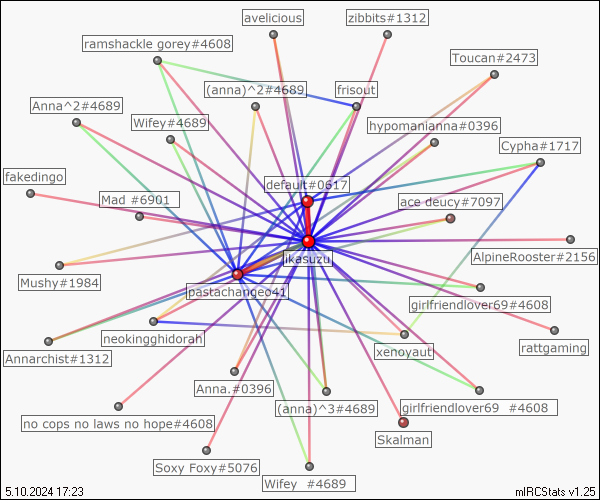 avelicious
zibbits#1312
ramshackle gorey#4608
Toucan#2473
(anna)^2#4689
frisout
Anna^2#4689
Wifey#4689
hypomanianna#0396
Cypha#1717
fakedingo
default#0617
Mad #6901
ace deucy#7097
AlpineRooster#2156
ikasuzu
Mushy#1984
pastachangeo41
girlfriendlover69#4608
neokingghidorah
rattgaming
Annarchist#1312
xenoyaut
Anna.#0396
(anna)^3#4689
girlfriendlover69 #4608
no cops no laws no hope#4608
Skalman
Soxy Foxy#5076
Wifey #4689
5.10.2024 17:23
mIRCStats v1.25